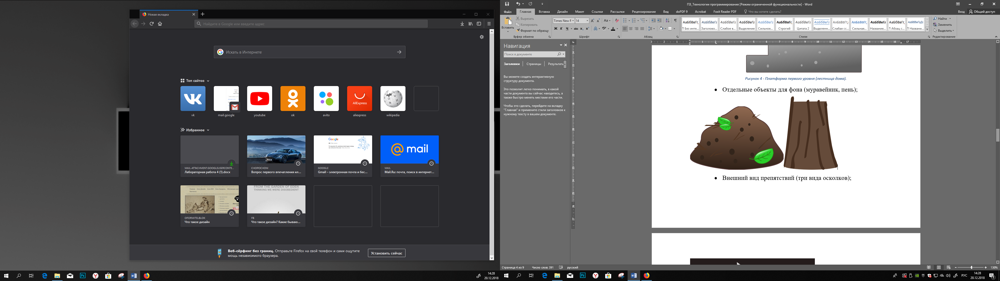 Новая вкладка
Найдите в Google или введите адрес
Искать в Интернете
Топ сайтов
vk
mail.google
youtube
ok
avito
AliExpress
aliexpress
wikipedia
Избранное
MAIL-ATTACHMENT.GOOGLEUSERCONTE...
Лабораторная работа 4 (1).docx
CHOPOCHOM
Вопрос первого впечатления ил...
Google
GOOGLE
Gmail – электронная почта и бес...
@mail
MAIL
Mail.Ru: почта, поиск в интернет...
OFORMITELBLOK
Что такое дизайн
FROM THE GARDEN OF EDEN
THINKING WE WERE DISOBEDIENT
FB
Что такое дизайн? Какие бываю...
Веб-сёрфинг без границ. Отправьте Firefox на свой телефон и сами ощутите
мощь независимого браузера.
Установить сейчас
14:28
20.12.2018
ПЗ_Технологии программирования [Режим ограниченной функциональности] - Word
Файл Главная Вставка Дизайн Макет Ссылки Рассылки Рецензирование Вид doPDF 9 Acrobat Foxit Reader PDF Что вы хотите сделать? Вход Общий доступ
Вставить
Вырезать
Копировать
Формат по образцу
Буфер обмена
Times New F 14
Ж К Ч abc x₂ x²
Шрифт
Абзац
АаБбВвГг, АаБбВвГг АаБбВвГг АаБбВвГг АаБбВвГг АаБбВвГг, АаБбВвГг АаБбВвГг ААББВВГГ, ААББВВГГ, АаБбВвГг АаБбВвГг, АаБбВвГгДс
¶ Без инте... Заголово... Слабое в... Выделение Сильное... Строгий Цитата 2 Выделенн... Слабая сс... Сильная... Название... ¶ Абзац с... ¶ Названи...
Стили
Найти
Заменить
Выделить
Редактирование
Навигация
Поиск в документе
Заголовки Страницы Результать
Вы можете создать интерактивную
структуру документа.
Это позволит легко понимать, в какой
части документа вы сейчас находитесь, а
также быстро менять местами его части.
Чтобы это сделать, перейдите на вкладку
"Главная" и примените стили заголовков к
нужному тексту в вашем документе.
Рисунок 4 - Платформа первого уровня (лестница дома).
• Отдельные объекты для фона (муравейник, пень);
• Внешний вид препятствий (три вида осколков);
Страница 4 из 9 Число слов: 391 русский
130%
РУС
14:28
20.12.2018